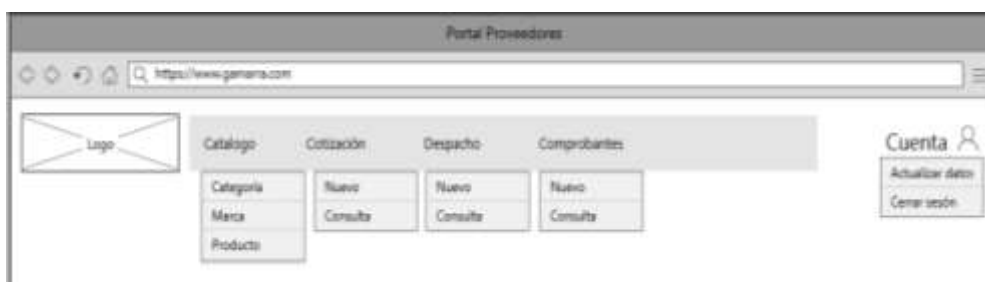 Portal Proveedores
https://www.gamarra.com
Logo
Catalogo Cotización Despacho Comprobantes
Cuenta
Categoría Nuevo Nuevo Nuevo
Marca Consulta Consulta Consulta
Producto
Actualizar datos
Cerrar sesión